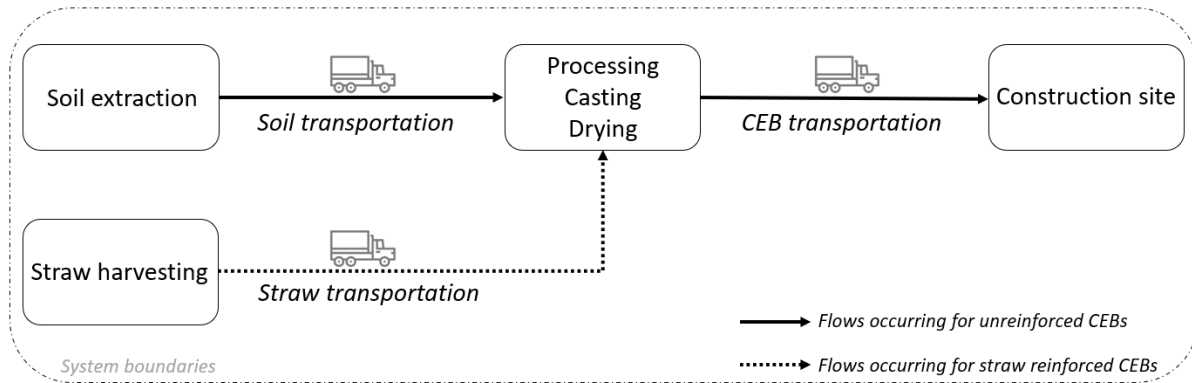 Soil extraction
Soil transportation
Processing
Casting
Drying
CEB transportation
Construction site
Straw harvesting
Straw transportation
Flows occurring for unreinforced CEBs
Flows occurring for straw reinforced CEBs
System boundaries